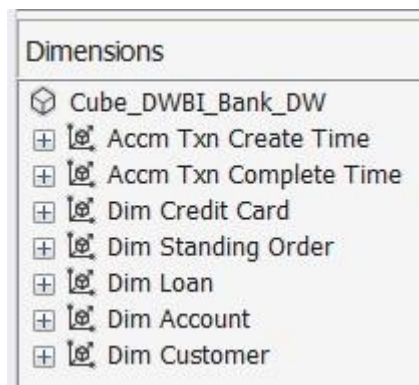 Dimensions
Cube_DWBI_Bank_DW
Accm Txn Create Time
Accm Txn Complete Time
Dim Credit Card
Dim Standing Order
Dim Loan
Dim Account
Dim Customer